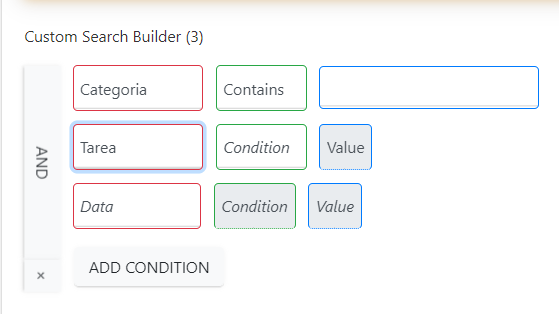 Custom Search Builder (3)
AND
Categoria Contains
Tarea Condition Value
Data Condition Value
× ADD CONDITION